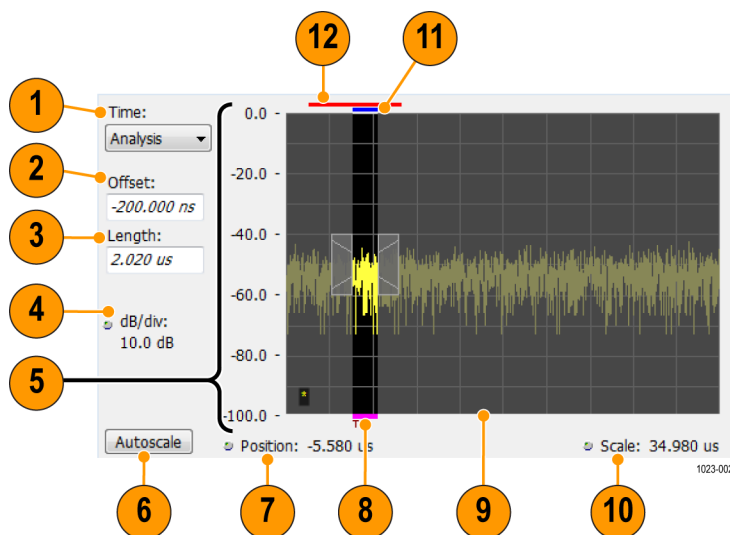 12
11
1
Time:
Analysis
2
Offset:
-200.000 ns
3
Length:
2.020 us
4
dB/div:
10.0 dB
5
0.0
-20.0
-40.0
-60.0
-80.0
-100.0
±
T
Autoscale
Position: -5.580 us
Scale: 34.980 us
1023-002
6
7
8
9
10